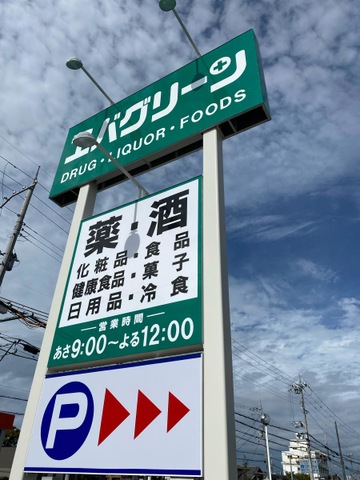 エバグリーン
DRUG・LIQUOR・FOODS
薬・酒
化粧品・食品
健康食品・菓子
日用品・冷食
営業時間
あさ9:00～よる12:00
P